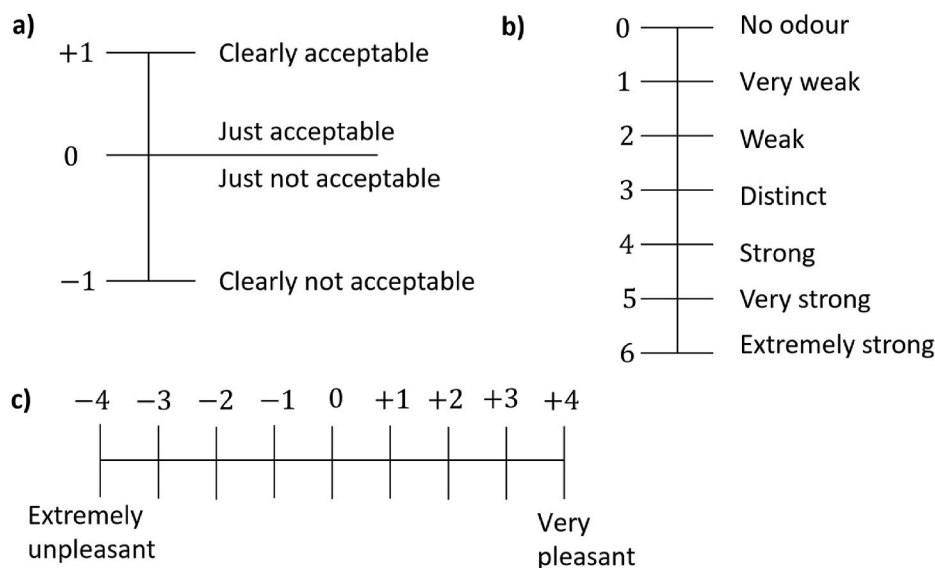 a)
+1 Clearly acceptable
Just acceptable
0
Just not acceptable
−1 Clearly not acceptable
b)
0 No odour
1 Very weak
2 Weak
3 Distinct
4 Strong
5 Very strong
6 Extremely strong
c) −4 −3 −2 −1 0 +1 +2 +3 +4
Extremely
unpleasant
Very
pleasant